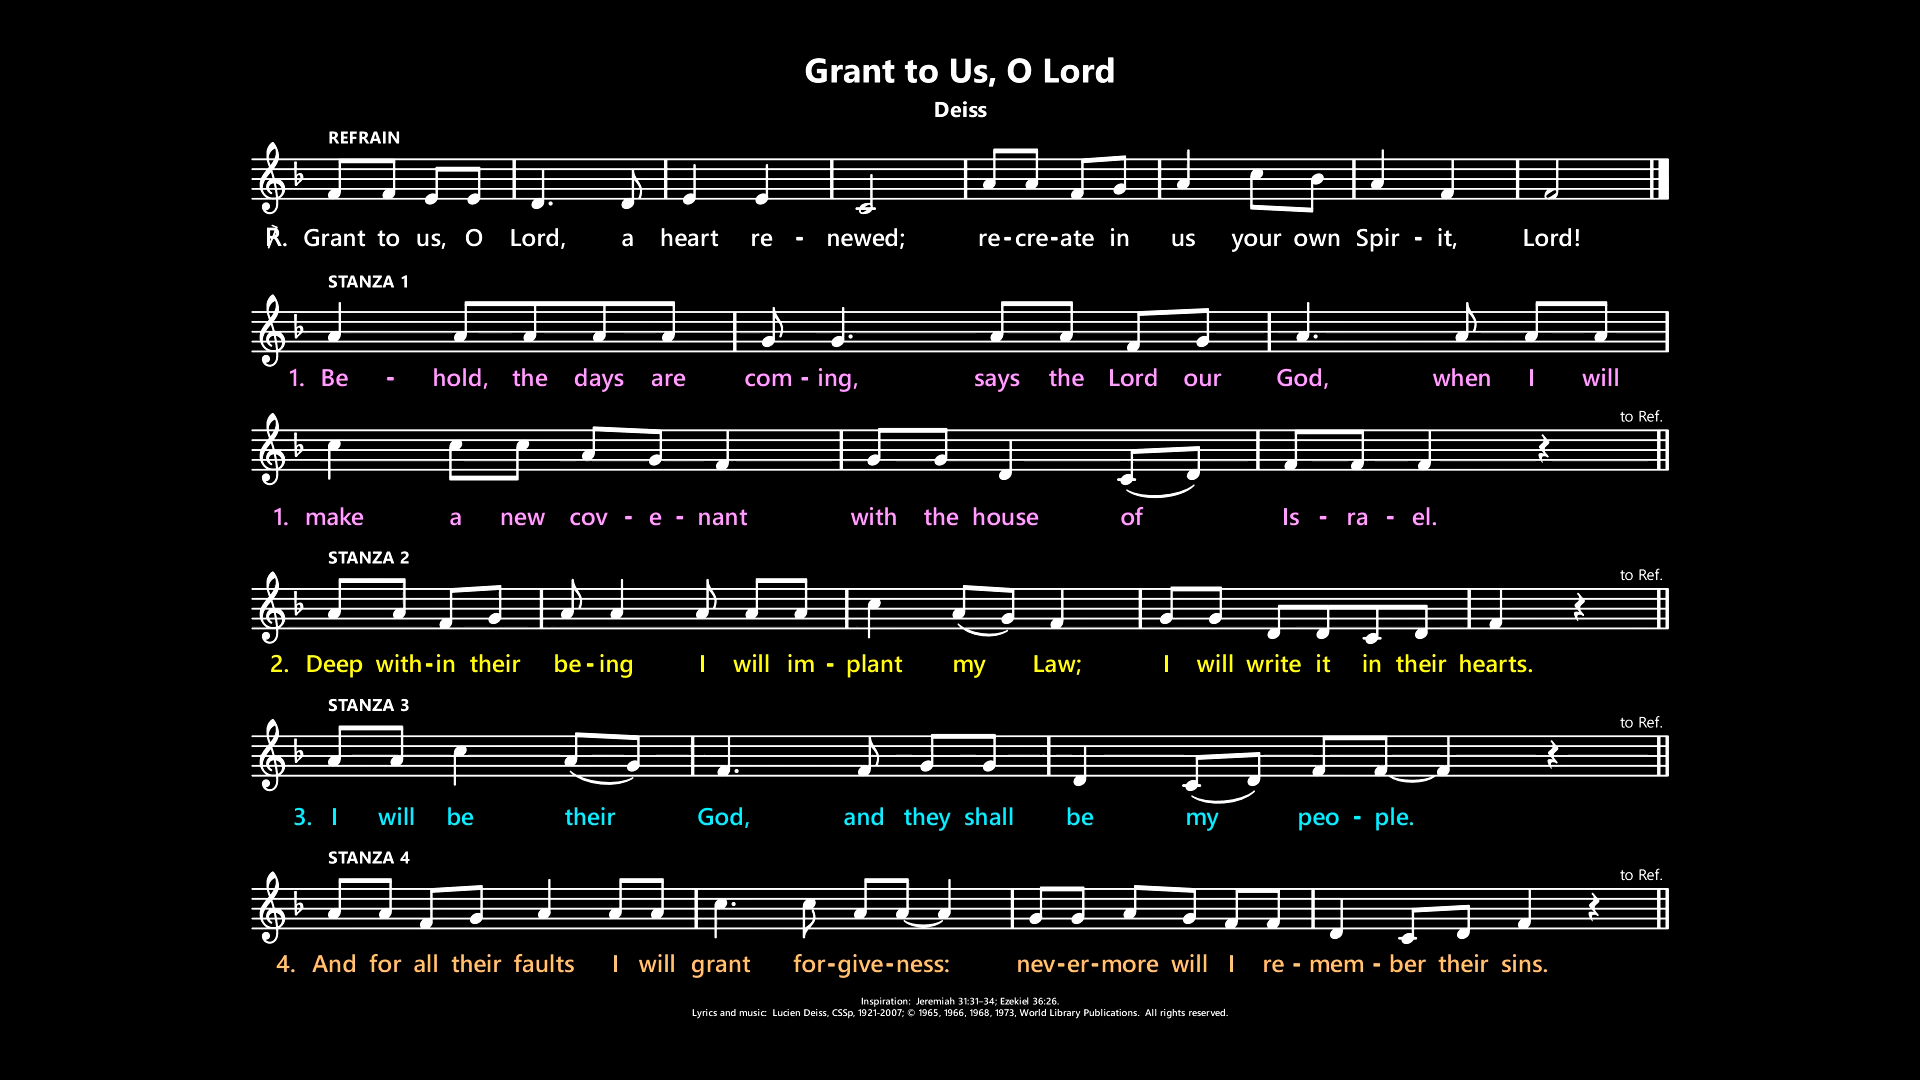 Grant to Us, O Lord
Deiss
REFRAIN
℟. Grant to us, O Lord, a heart re - newed; re-cre-ate in us your own Spir - it, Lord!
STANZA 1
1. Be - hold, the days are com - ing, says the Lord our God, when I will
to Ref.
1. make a new cov - e - nant with the house of Is - ra - el.
STANZA 2
to Ref.
2. Deep with-in their be-ing I will im - plant my Law; I will write it in their hearts.
STANZA 3
to Ref.
3. I will be their God, and they shall be my peo - ple.
STANZA 4
to Ref.
4. And for all their faults I will grant for-give-ness: nev-er-more will I re - mem - ber their sins.
Inspiration: Jeremiah 31:31–34; Ezekiel 36:26.
Lyrics and music: Lucien Deiss, CSSp, 1921-2007; © 1965, 1966, 1968, 1973, World Library Publications. All rights reserved.